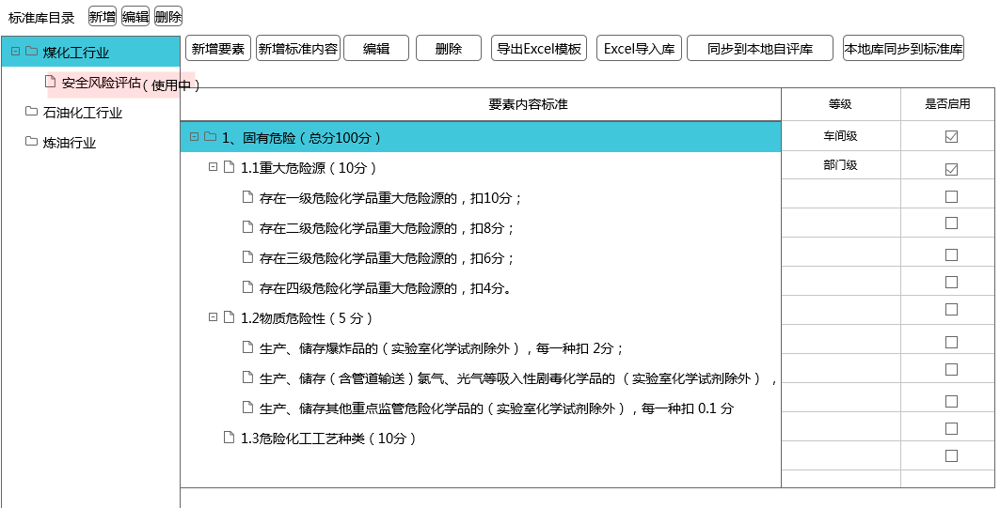 标准库目录 新增 编辑 删除
煤化工行业
安全风险评估（使用中）
石油化工行业
炼油行业
新增要素 新增标准内容 编辑 删除 导出Excel模板 Excel导入库 同步到本地自评库 本地库同步到标准库
要素内容标准 等级 是否启用
1、固有危险（总分100分） 车间级
1.1重大危险源（10分） 部门级
存在一级危险化学品重大危险源的，扣10分；
存在二级危险化学品重大危险源的，扣8分；
存在三级危险化学品重大危险源的，扣6分；
存在四级危险化学品重大危险源的，扣4分。
1.2物质危险性（5 分）
生产、储存爆炸品的（实验室化学试剂除外），每一种扣 2分；
生产、储存（含管道输送）氯气、光气等吸入性剧毒化学品的 （实验室化学试剂除外） ，
生产、储存其他重点监管危险化学品的（实验室化学试剂除外），每一种扣 0.1 分
1.3危险化工工艺种类（10分）